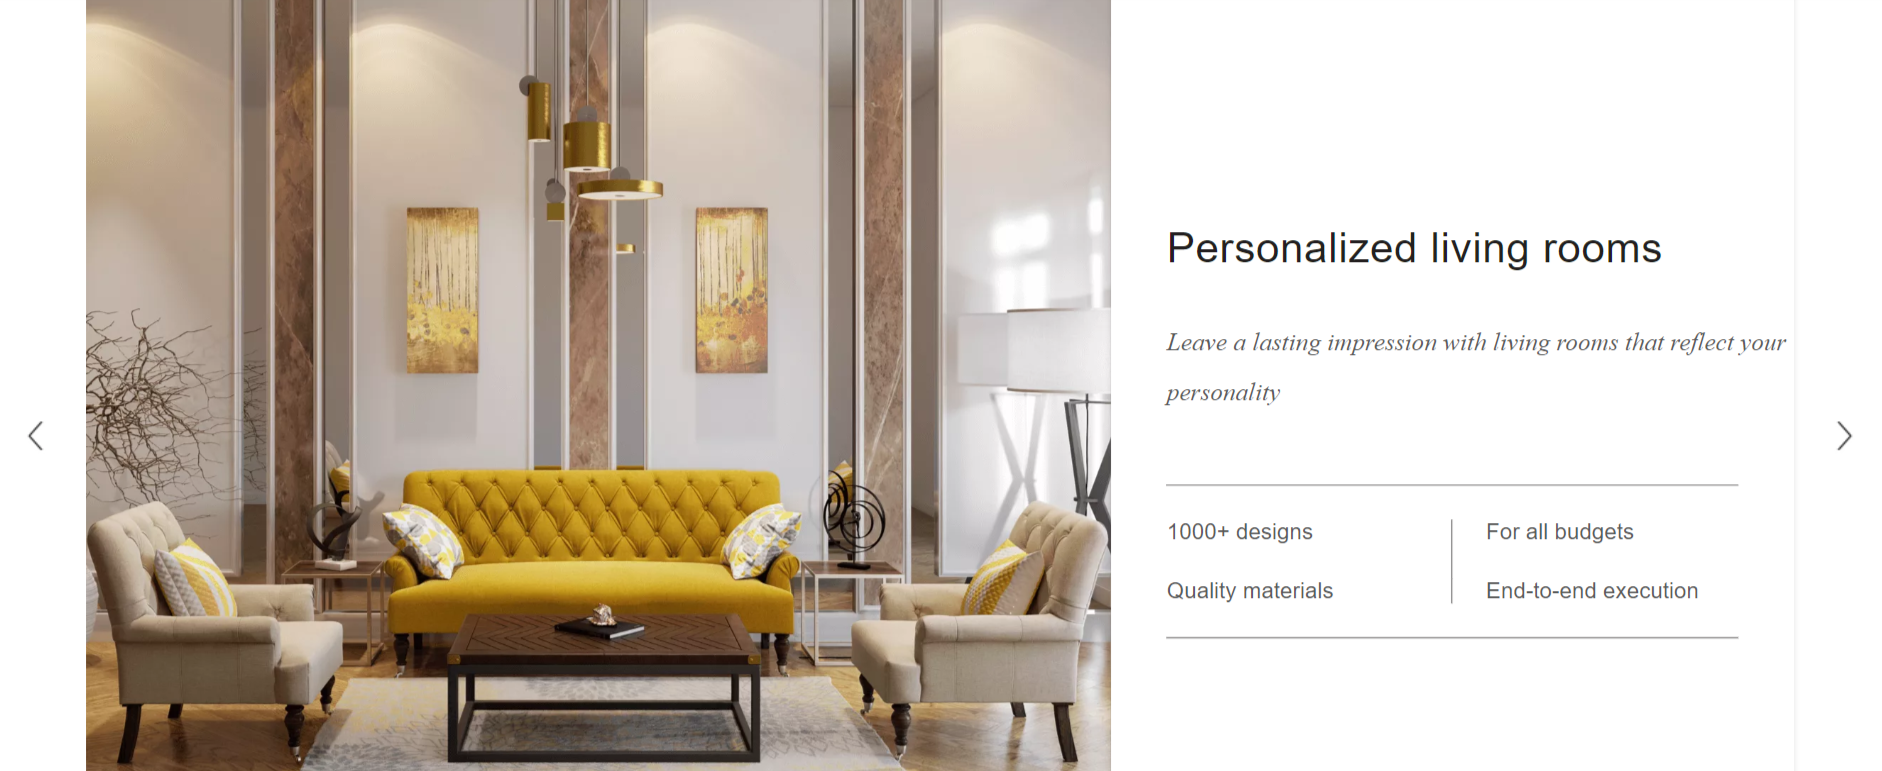 Personalized living rooms
Leave a lasting impression with living rooms that reflect your
personality
1000+ designs
For all budgets
Quality materials
End-to-end execution